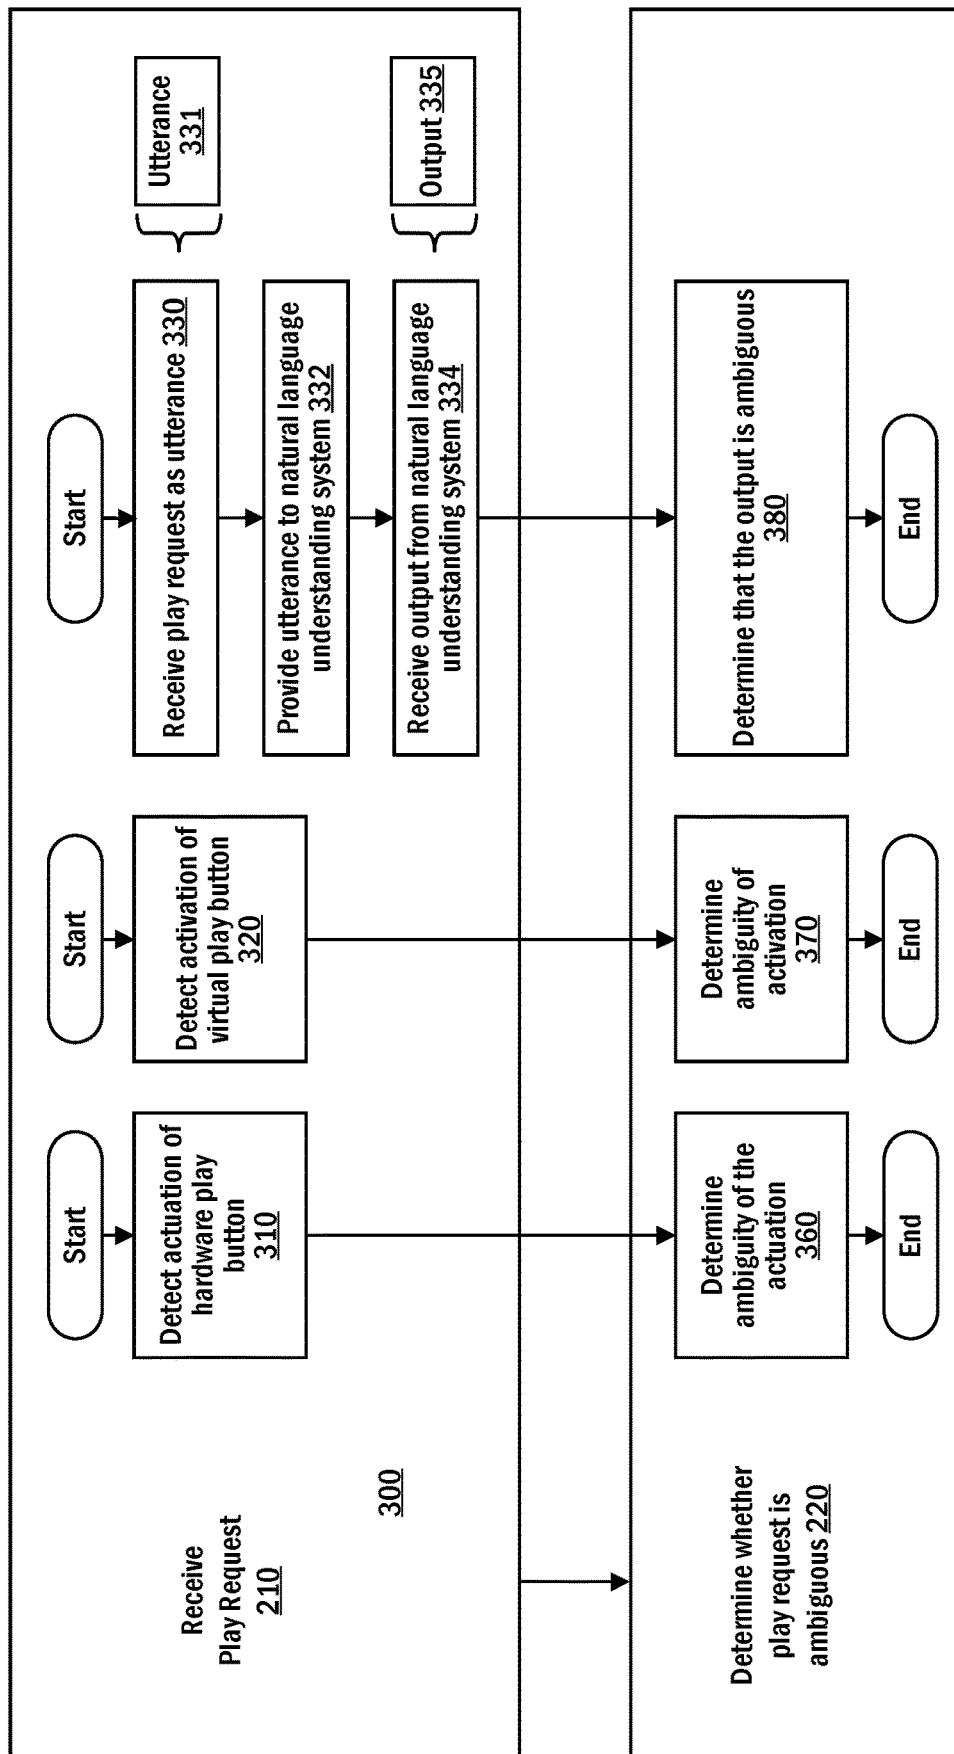 Receive
Play Request
210
300
Start
Detect actuation of
hardware play
button
310
Start
Detect activation of
virtual play button
320
Start
Receive play request as utterance 330
Utterance
331
Provide utterance to natural language
understanding system 332
Receive output from natural language
understanding system 334
Output 335
Determine whether
play request is
ambiguous 220
Determine
ambiguity of the
actuation
360
End
Determine
ambiguity of
activation
370
End
Determine that the output is ambiguous
380
End